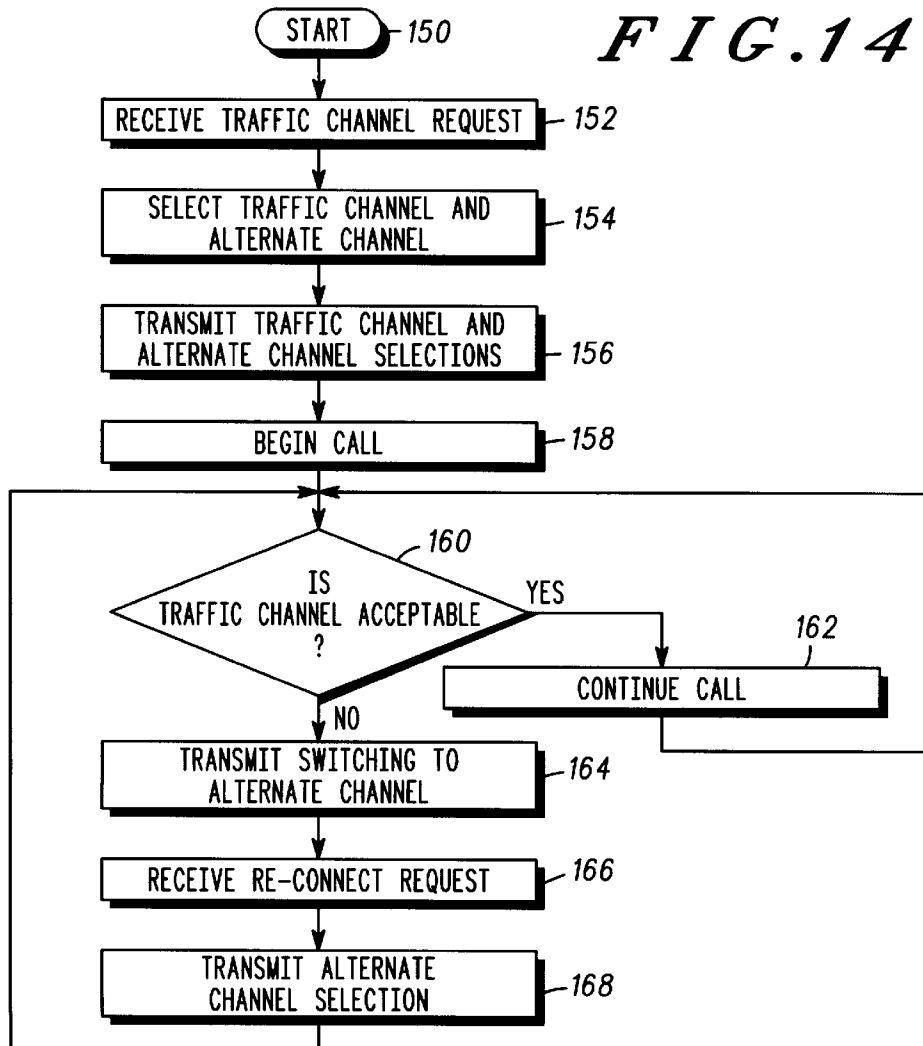 START
150
FIG.14
RECEIVE TRAFFIC CHANNEL REQUEST
152
SELECT TRAFFIC CHANNEL AND
ALTERNATE CHANNEL
154
TRANSMIT TRAFFIC CHANNEL AND
ALTERNATE CHANNEL SELECTIONS
156
BEGIN CALL
158
160
IS
TRAFFIC CHANNEL ACCEPTABLE
?
YES
162
CONTINUE CALL
NO
TRANSMIT SWITCHING TO
ALTERNATE CHANNEL
164
RECEIVE RE-CONNECT REQUEST
166
TRANSMIT ALTERNATE
CHANNEL SELECTION
168